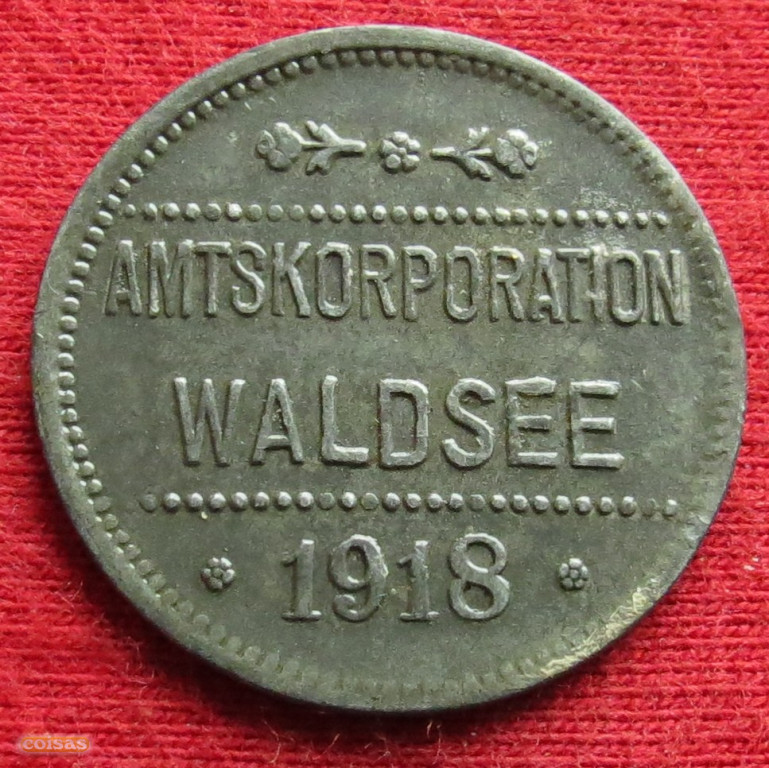 AMTSKORPORATION
WALDSEE
1918
coisas